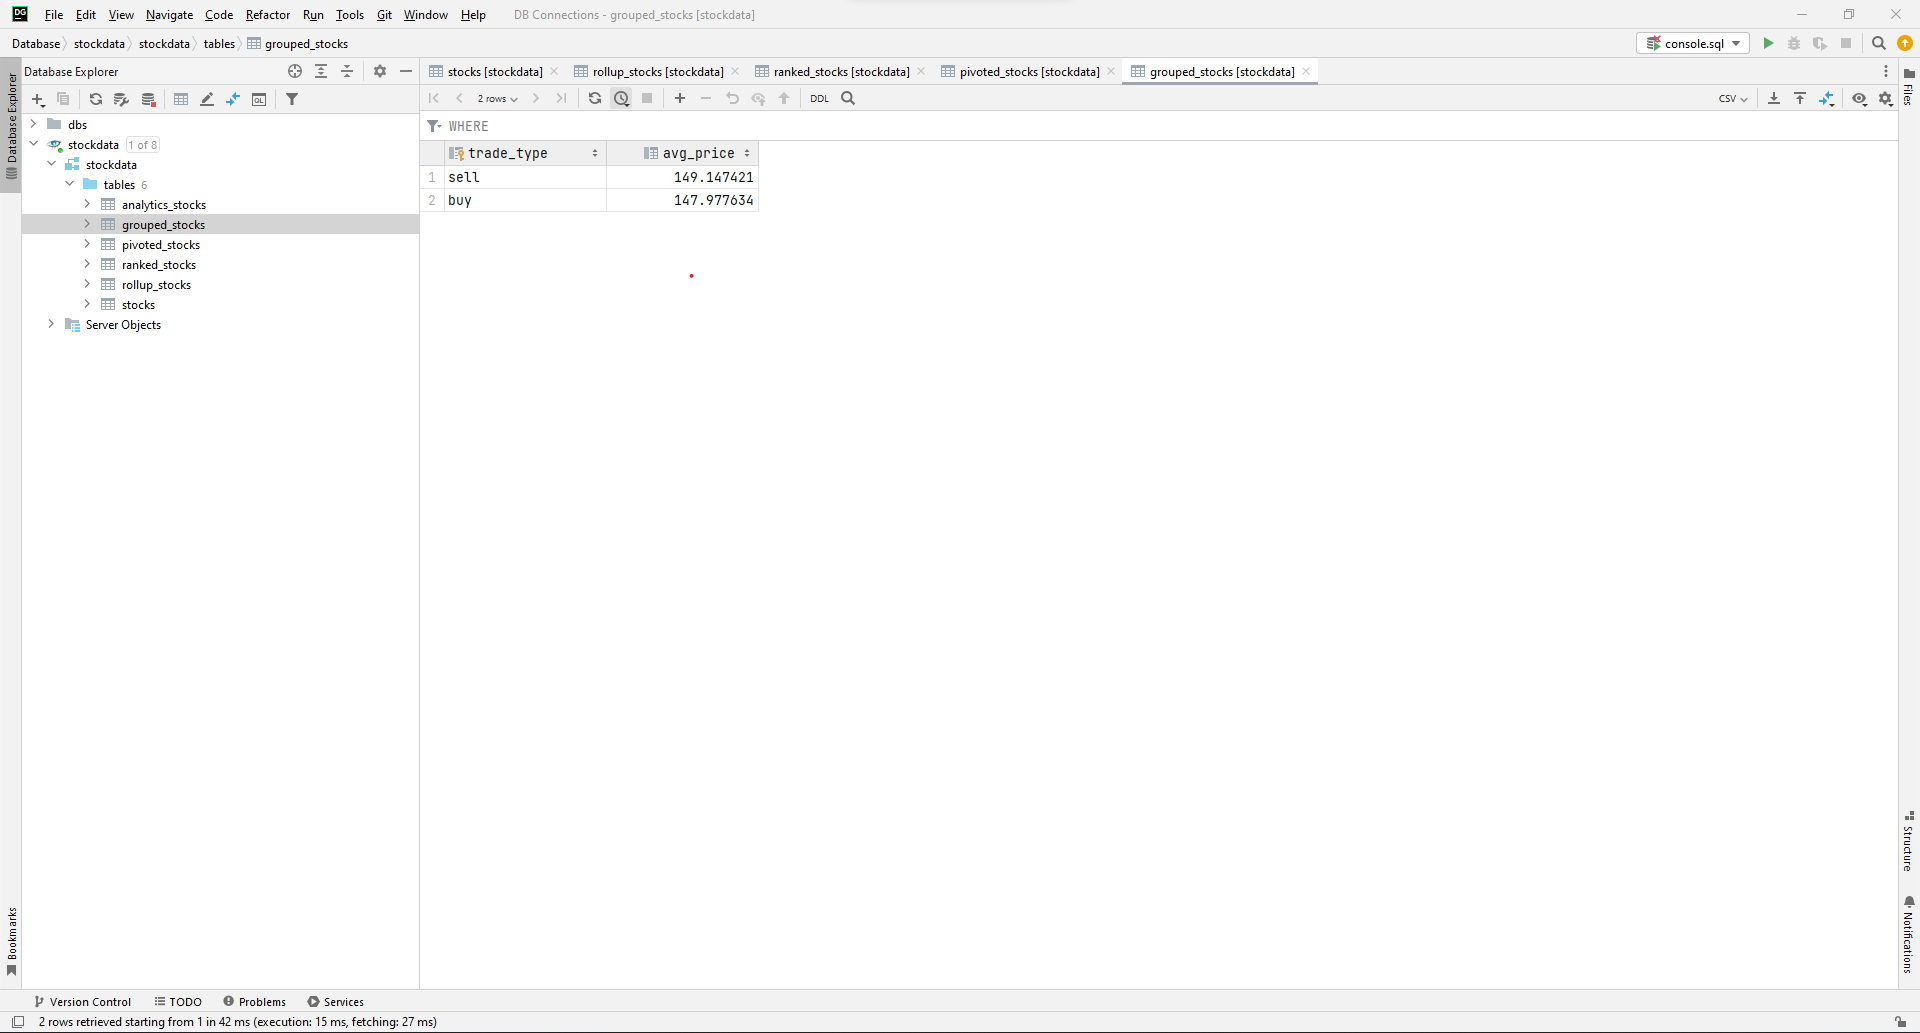 DG File Edit View Navigate Code Refactor Run Tools Git Window Help DB Connections - grouped_stocks [stockdata]
Database stockdata stockdata tables grouped_stocks console.sql
Database Explorer
stocks [stockdata] rollup_stocks [stockdata] ranked_stocks [stockdata] pivoted_stocks [stockdata] grouped_stocks [stockdata]
QL
2 rows DDL CSV
WHERE
dbs
stockdata 1 of 8
stockdata
tables 6
analytics_stocks
grouped_stocks
pivoted_stocks
ranked_stocks
rollup_stocks
stocks
Server Objects
trade_type avg_price
1 sell 149.147421
2 buy 147.977634
Database Explorer
Bookmarks
Files
Structure
Notifications
Version Control TODO Problems Services
2 rows retrieved starting from 1 in 42 ms (execution: 15 ms, fetching: 27 ms)